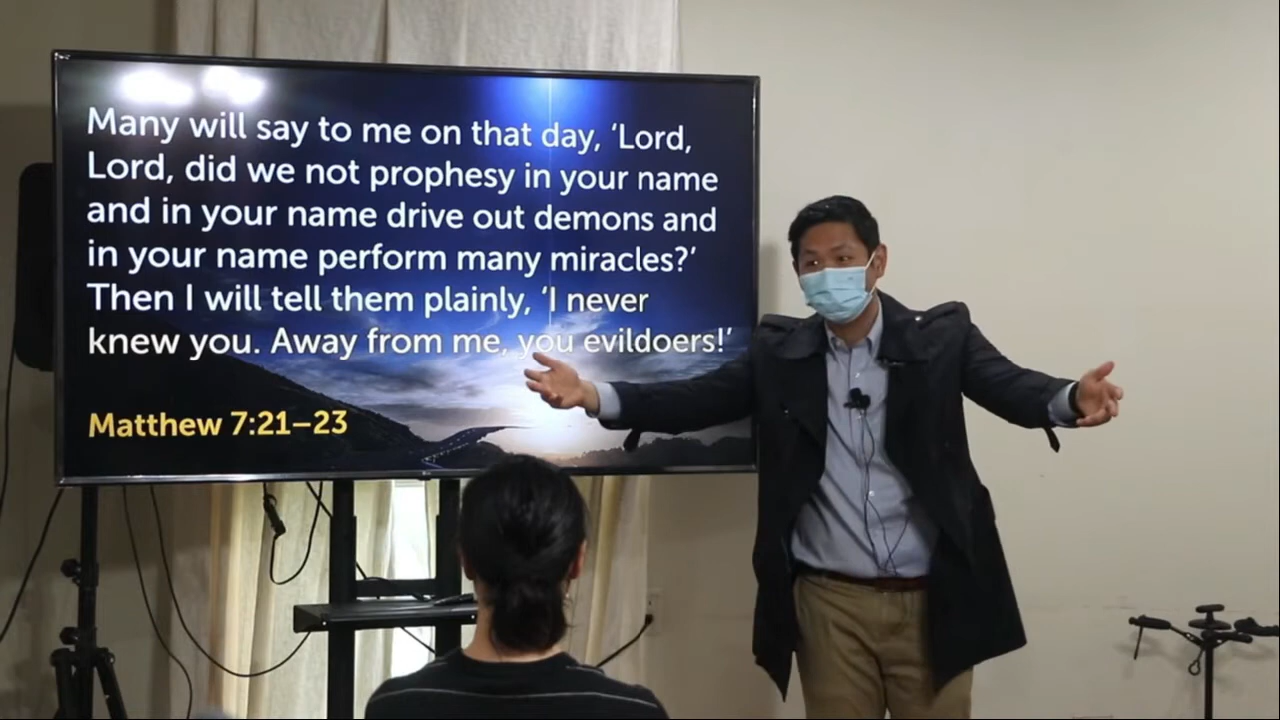 Many will say to me on that day, ‘Lord,
Lord, did we not prophesy in your name
and in your name drive out demons and
in your name perform many miracles?’
Then I will tell them plainly, ‘I never
knew you. Away from me, you evildoers!’
Matthew 7:21–23